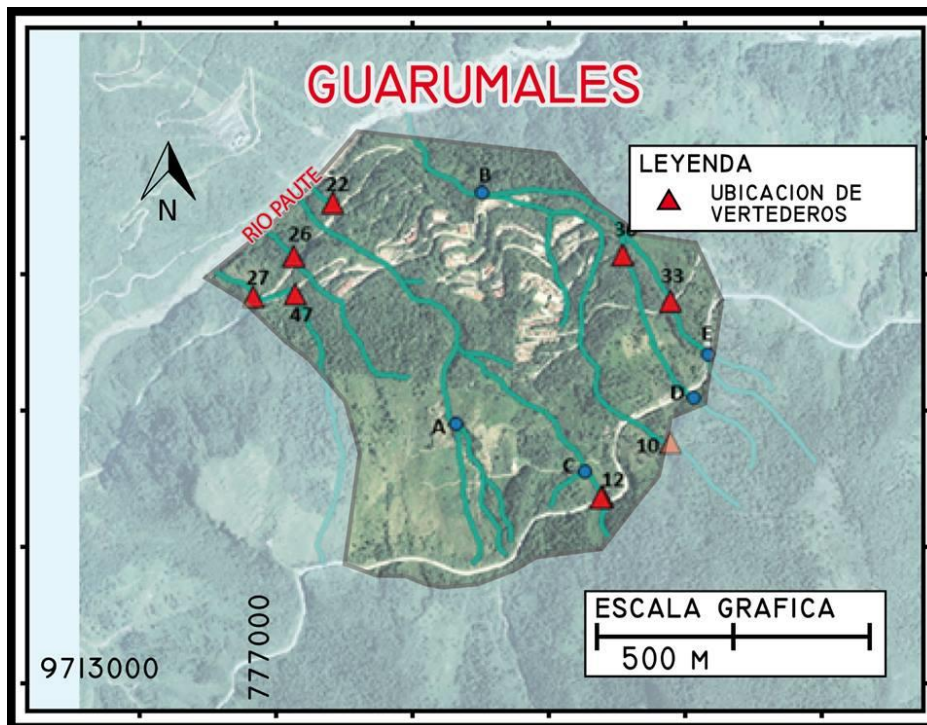 GUARUMALES
LEYENDA
UBICACION DE
VERTEDEROS
RIO PAUTE
N
22
B
26
27
47
33
E
D
A
10
C
12
ESCALA GRAFICA
500 M
9713000
777000